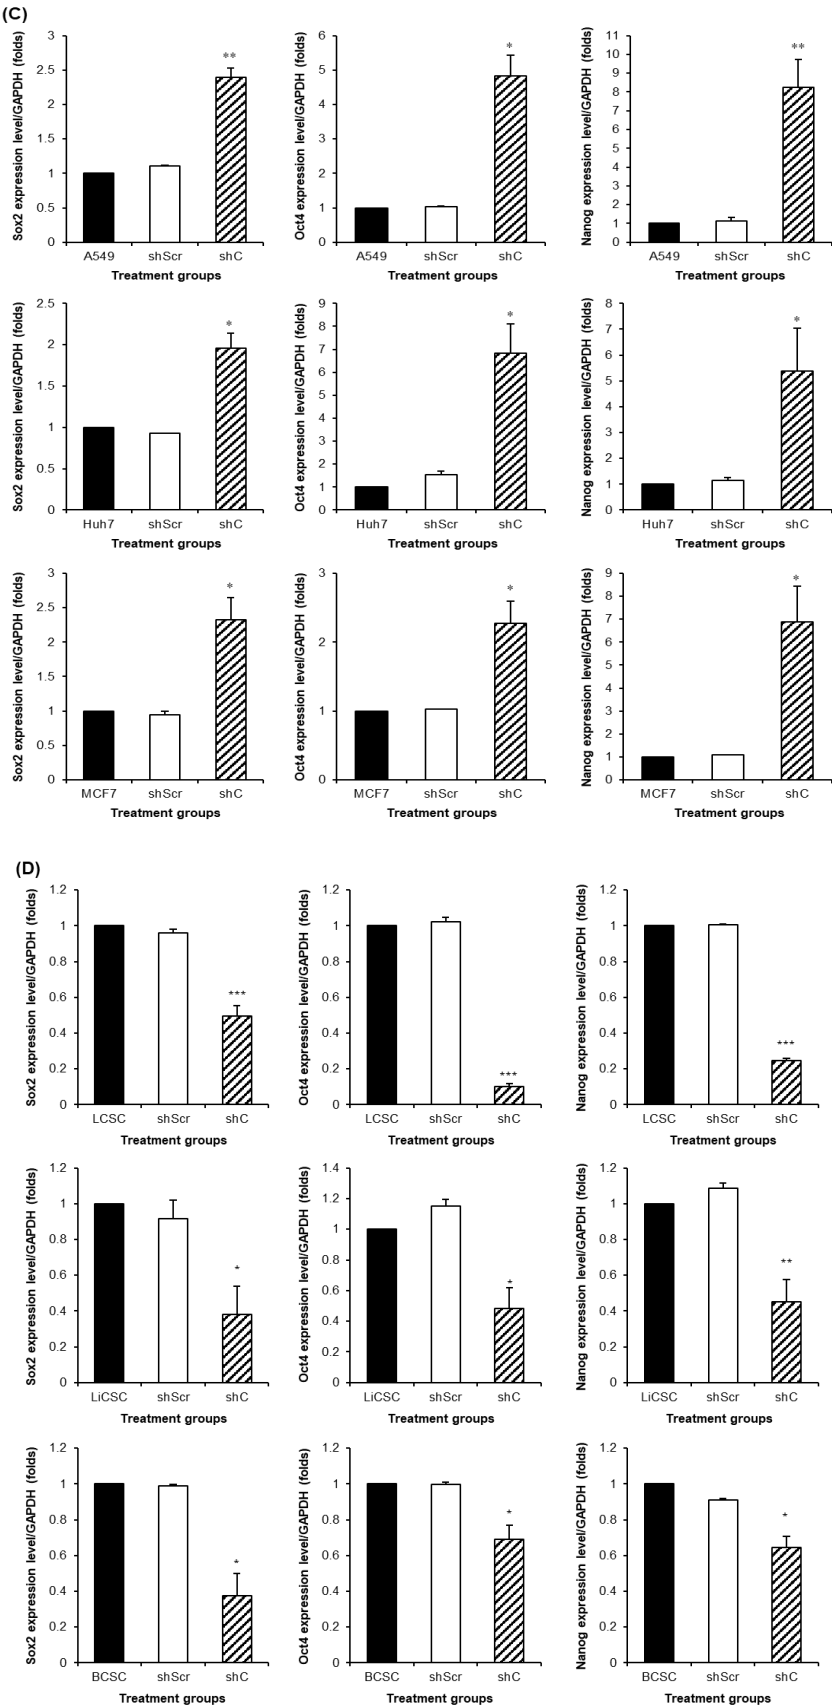 (C)
Sox2 expression level/GAPDH (folds)
3
2.5
2
1.5
1
0.5
0
**
A549 shScr shC
Treatment groups
Oct4 expression level/GAPDH (folds)
6
5
4
3
2
1
0
*
A549 shScr shC
Treatment groups
Nanog expression level/GAPDH (folds)
11
10
9
8
7
6
5
4
3
2
1
0
**
A549 shScr shC
Treatment groups
Sox2 expression level/GAPDH (folds)
2.5
2
1.5
1
0.5
0
*
Huh7 shScr shC
Treatment groups
Oct4 expression level/GAPDH (folds)
9
8
7
6
5
4
3
2
1
0
*
Huh7 shScr shC
Treatment groups
Nanog expression level/GAPDH (folds)
8
7
6
5
4
3
2
1
0
*
Huh7 shScr shC
Treatment groups
Sox2 expression level/GAPDH (folds)
3
2.5
2
1.5
1
0.5
0
*
MCF7 shScr shC
Treatment groups
Oct4 expression level/GAPDH (folds)
3
2
1
0
*
MCF7 shScr shC
Treatment groups
Nanog expression level/GAPDH (folds)
9
8
7
6
5
4
3
2
1
0
*
MCF7 shScr shC
Treatment groups
(D)
Sox2 expression level/GAPDH (folds)
1.2
1
0.8
0.6
0.4
0.2
0
***
LCSC shScr shC
Treatment groups
Oct4 expression level/GAPDH (folds)
1.2
1
0.8
0.6
0.4
0.2
0
***
LCSC shScr shC
Treatment groups
Nanog expression level/GAPDH (folds)
1.2
1
0.8
0.6
0.4
0.2
0
***
LCSC shScr shC
Treatment groups
Sox2 expression level/GAPDH (folds)
1.2
1
0.8
0.6
0.4
0.2
0
*
LiCSC shScr shC
Treatment groups
Oct4 expression level/GAPDH (folds)
1.4
1.2
1
0.8
0.6
0.4
0.2
0
*
LiCSC shScr shC
Treatment groups
Nanog expression level/GAPDH (folds)
1.2
1
0.8
0.6
0.4
0.2
0
**
LiCSC shScr shC
Treatment groups
Sox2 expression level/GAPDH (folds)
1.2
1
0.8
0.6
0.4
0.2
0
*
BCSC shScr shC
Treatment groups
Oct4 expression level/GAPDH (folds)
1.2
1
0.8
0.6
0.4
0.2
0
*
BCSC shScr shC
Treatment groups
Nanog expression level/GAPDH (folds)
1.2
1
0.8
0.6
0.4
0.2
0
*
BCSC shScr shC
Treatment groups